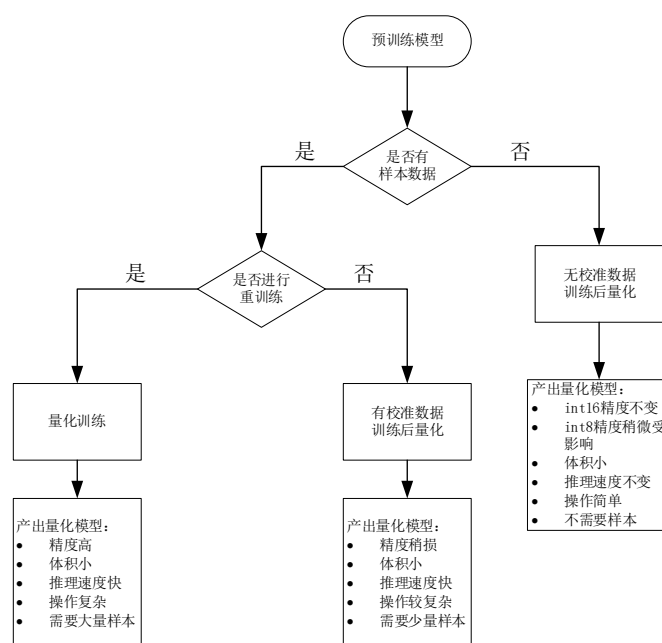 预训练模型
是
否
是否有
样本数据
是
否
是否进行
重训练
无校准数据
训练后量化
量化训练
有校准数据
训练后量化
产出量化模型:
● int16精度不变
● int8精度稍微受
影响
● 体积小
● 推理速度不变
● 操作简单
● 不需要样本
产出量化模型:
● 精度高
● 体积小
● 推理速度快
● 操作复杂
● 需要大量样本
产出量化模型:
● 精度稍损
● 体积小
● 推理速度快
● 操作较复杂
● 需要少量样本